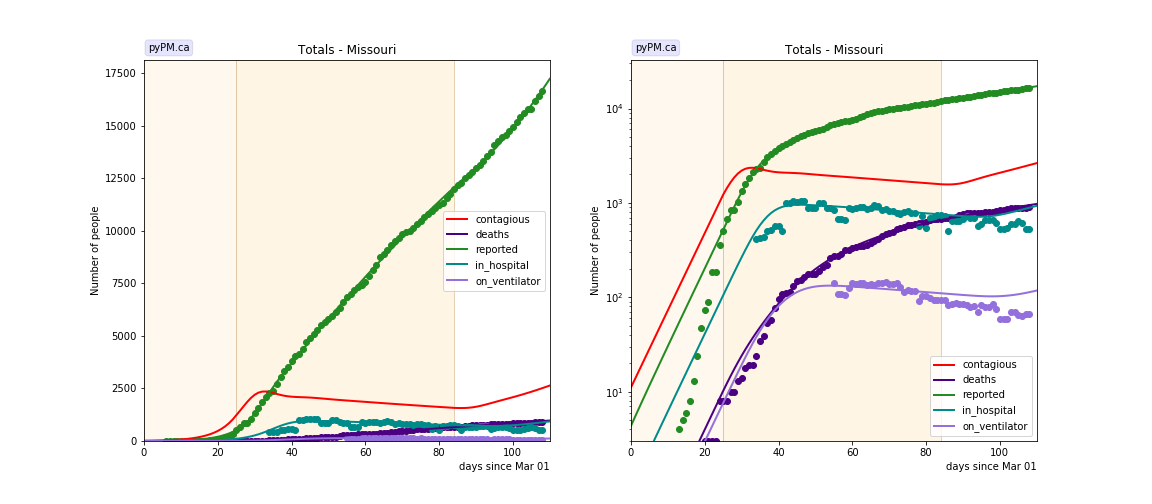 pyPM.ca
Totals - Missouri
Number of people
17500
15000
12500
10000
7500
5000
2500
0
contagious
deaths
reported
in_hospital
on_ventilator
0 20 40 60 80 100
days since Mar 01
pyPM.ca
Totals - Missouri
Number of people
10⁴
10³
10²
10¹
contagious
deaths
reported
in_hospital
on_ventilator
0 20 40 60 80 100
days since Mar 01